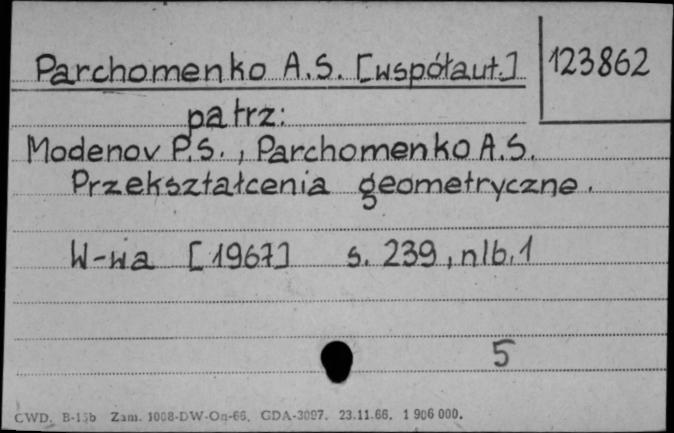 Parchomenko A.S. [współaut.] 123862
patrz:
Modenov P.S., Parchomenko A.S.
Przekształcenia geometryczne.
W-wa [1967] s. 239, nlb. 1
5
CWD. B-15b Zam. 1008-DW-On-66. GDA-3097. 23.11.66. 1 906 000.